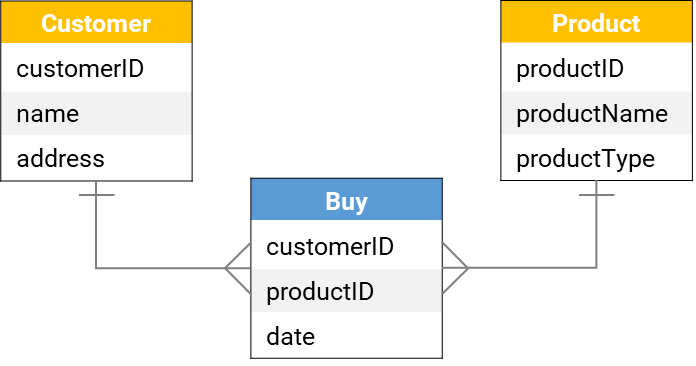 Customer
customerID
name
address
Product
productID
productName
productType
Buy
customerID
productID
date